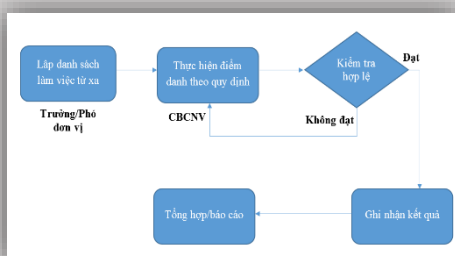 Lập danh sách
làm việc từ xa
Trưởng/Phó
đơn vị
Thực hiện điểm
danh theo quy định
CBCNV
Kiểm tra
hợp lệ
Đạt
Không đạt
Ghi nhận kết quả
Tổng hợp/báo cáo